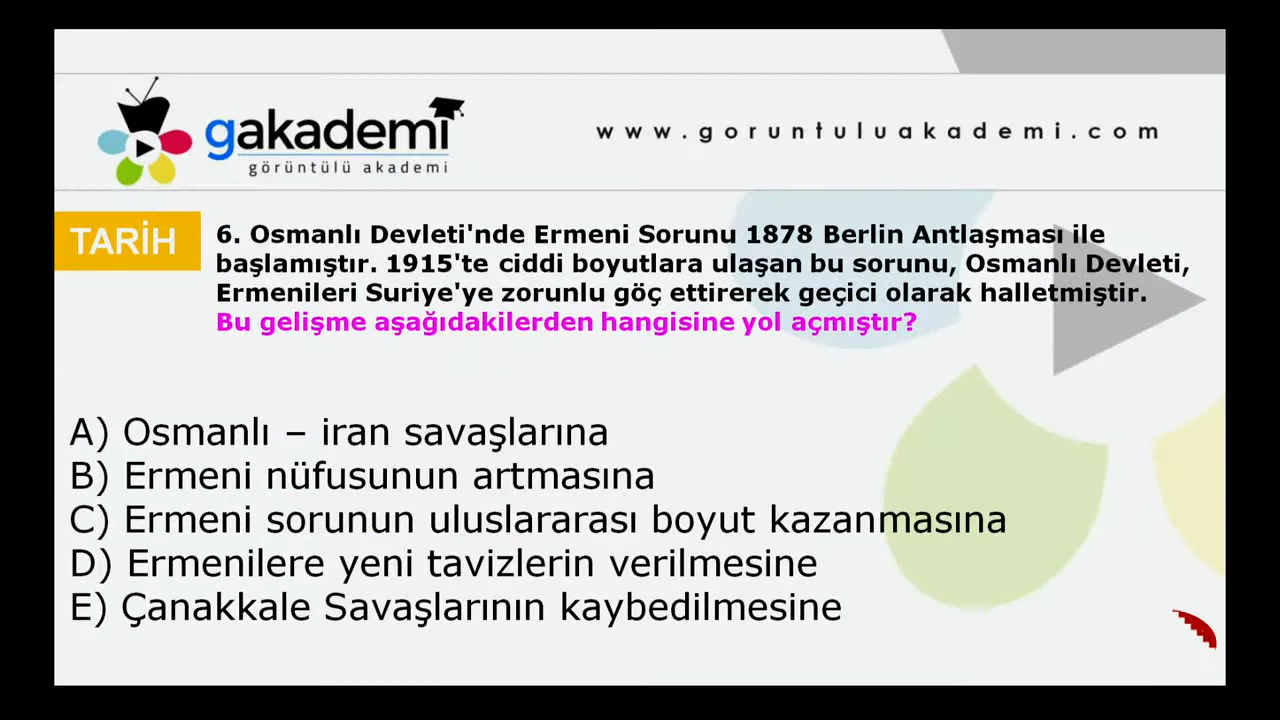 gakademi
görüntülü akademi
www.goruntuluakademi.com
TARİH
6. Osmanlı Devleti'nde Ermeni Sorunu 1878 Berlin Antlaşması ile
başlamıştır. 1915'te ciddi boyutlara ulaşan bu sorunu, Osmanlı Devleti,
Ermenileri Suriye'ye zorunlu göç ettirerek geçici olarak halletmiştir.
Bu gelişme aşağıdakilerden hangisine yol açmıştır?
A) Osmanlı – iran savaşlarına
B) Ermeni nüfusunun artmasına
C) Ermeni sorunun uluslararası boyut kazanmasına
D) Ermenilere yeni tavizlerin verilmesine
E) Çanakkale Savaşlarının kaybedilmesine